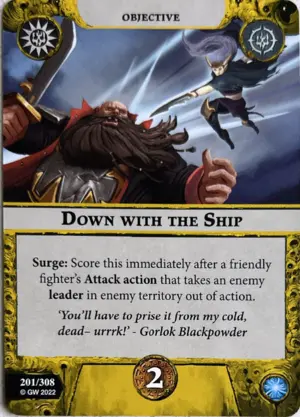 OBJECTIVE
DOWN WITH THE SHIP
Surge: Score this immediately after a friendly
fighter's Attack action that takes an enemy
leader in enemy territory out of action.
'You'll have to prise it from my cold,
dead– urrrk!' - Gorlok Blackpowder
201/308
© GW 2022
2